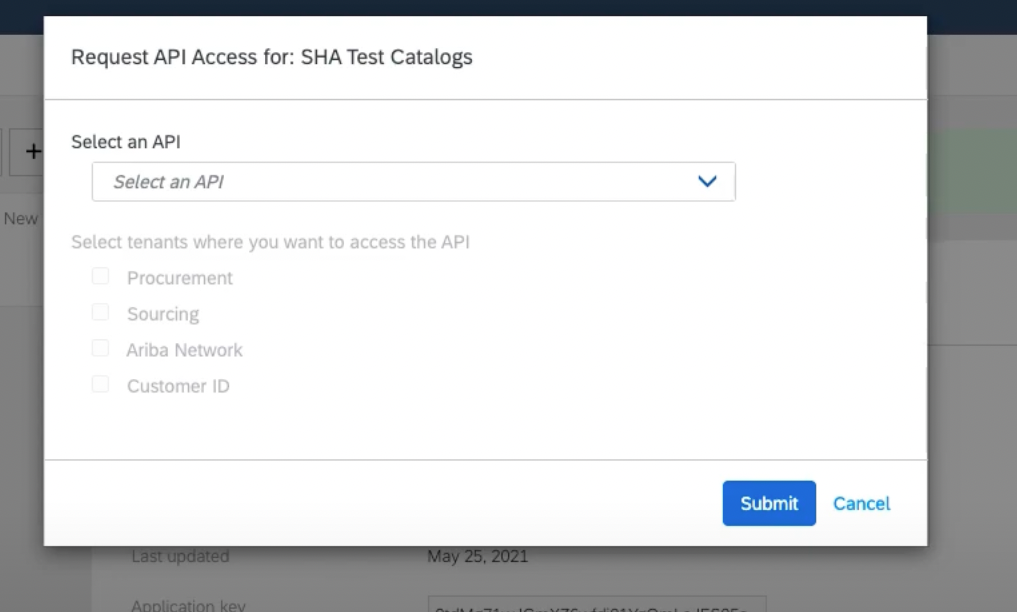 Request API Access for: SHA Test Catalogs
+
Select an API
Select an API
New
Select tenants where you want to access the API
Procurement
Sourcing
Ariba Network
Customer ID
Submit Cancel
Last updated May 25, 2021
Application key